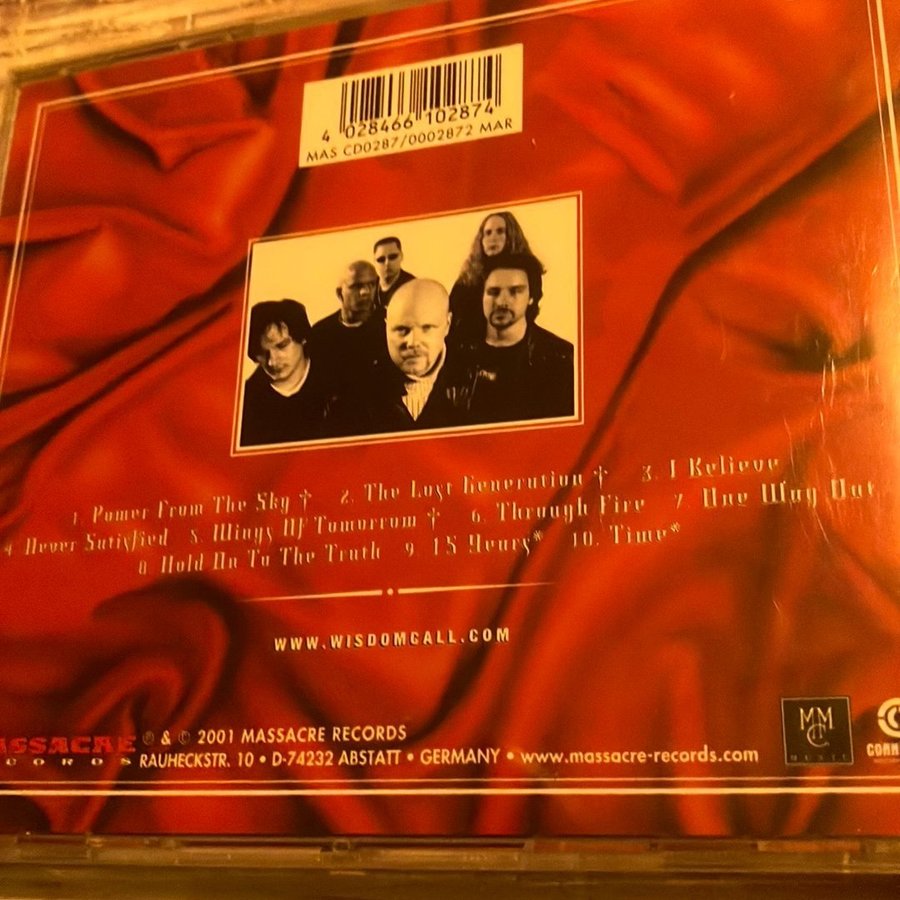 4 028466 102874
MAS CD0287/0002872 MAR
1. Power From The Sky † 2. The Lost Generation † 3. I Believe
4. Never Satisfied 5. Wings Of Tomorrow † 6. Through Fire 7. One Way Out
8. Hold On To The Truth 9. 15 Years* 10. Time*
WWW.WISDOMCALL.COM
℗ & © 2001 MASSACRE RECORDS
RAUHECKSTR. 10 • D-74232 ABSTATT • GERMANY • www.massacre-records.com
MMCT
MUSIC